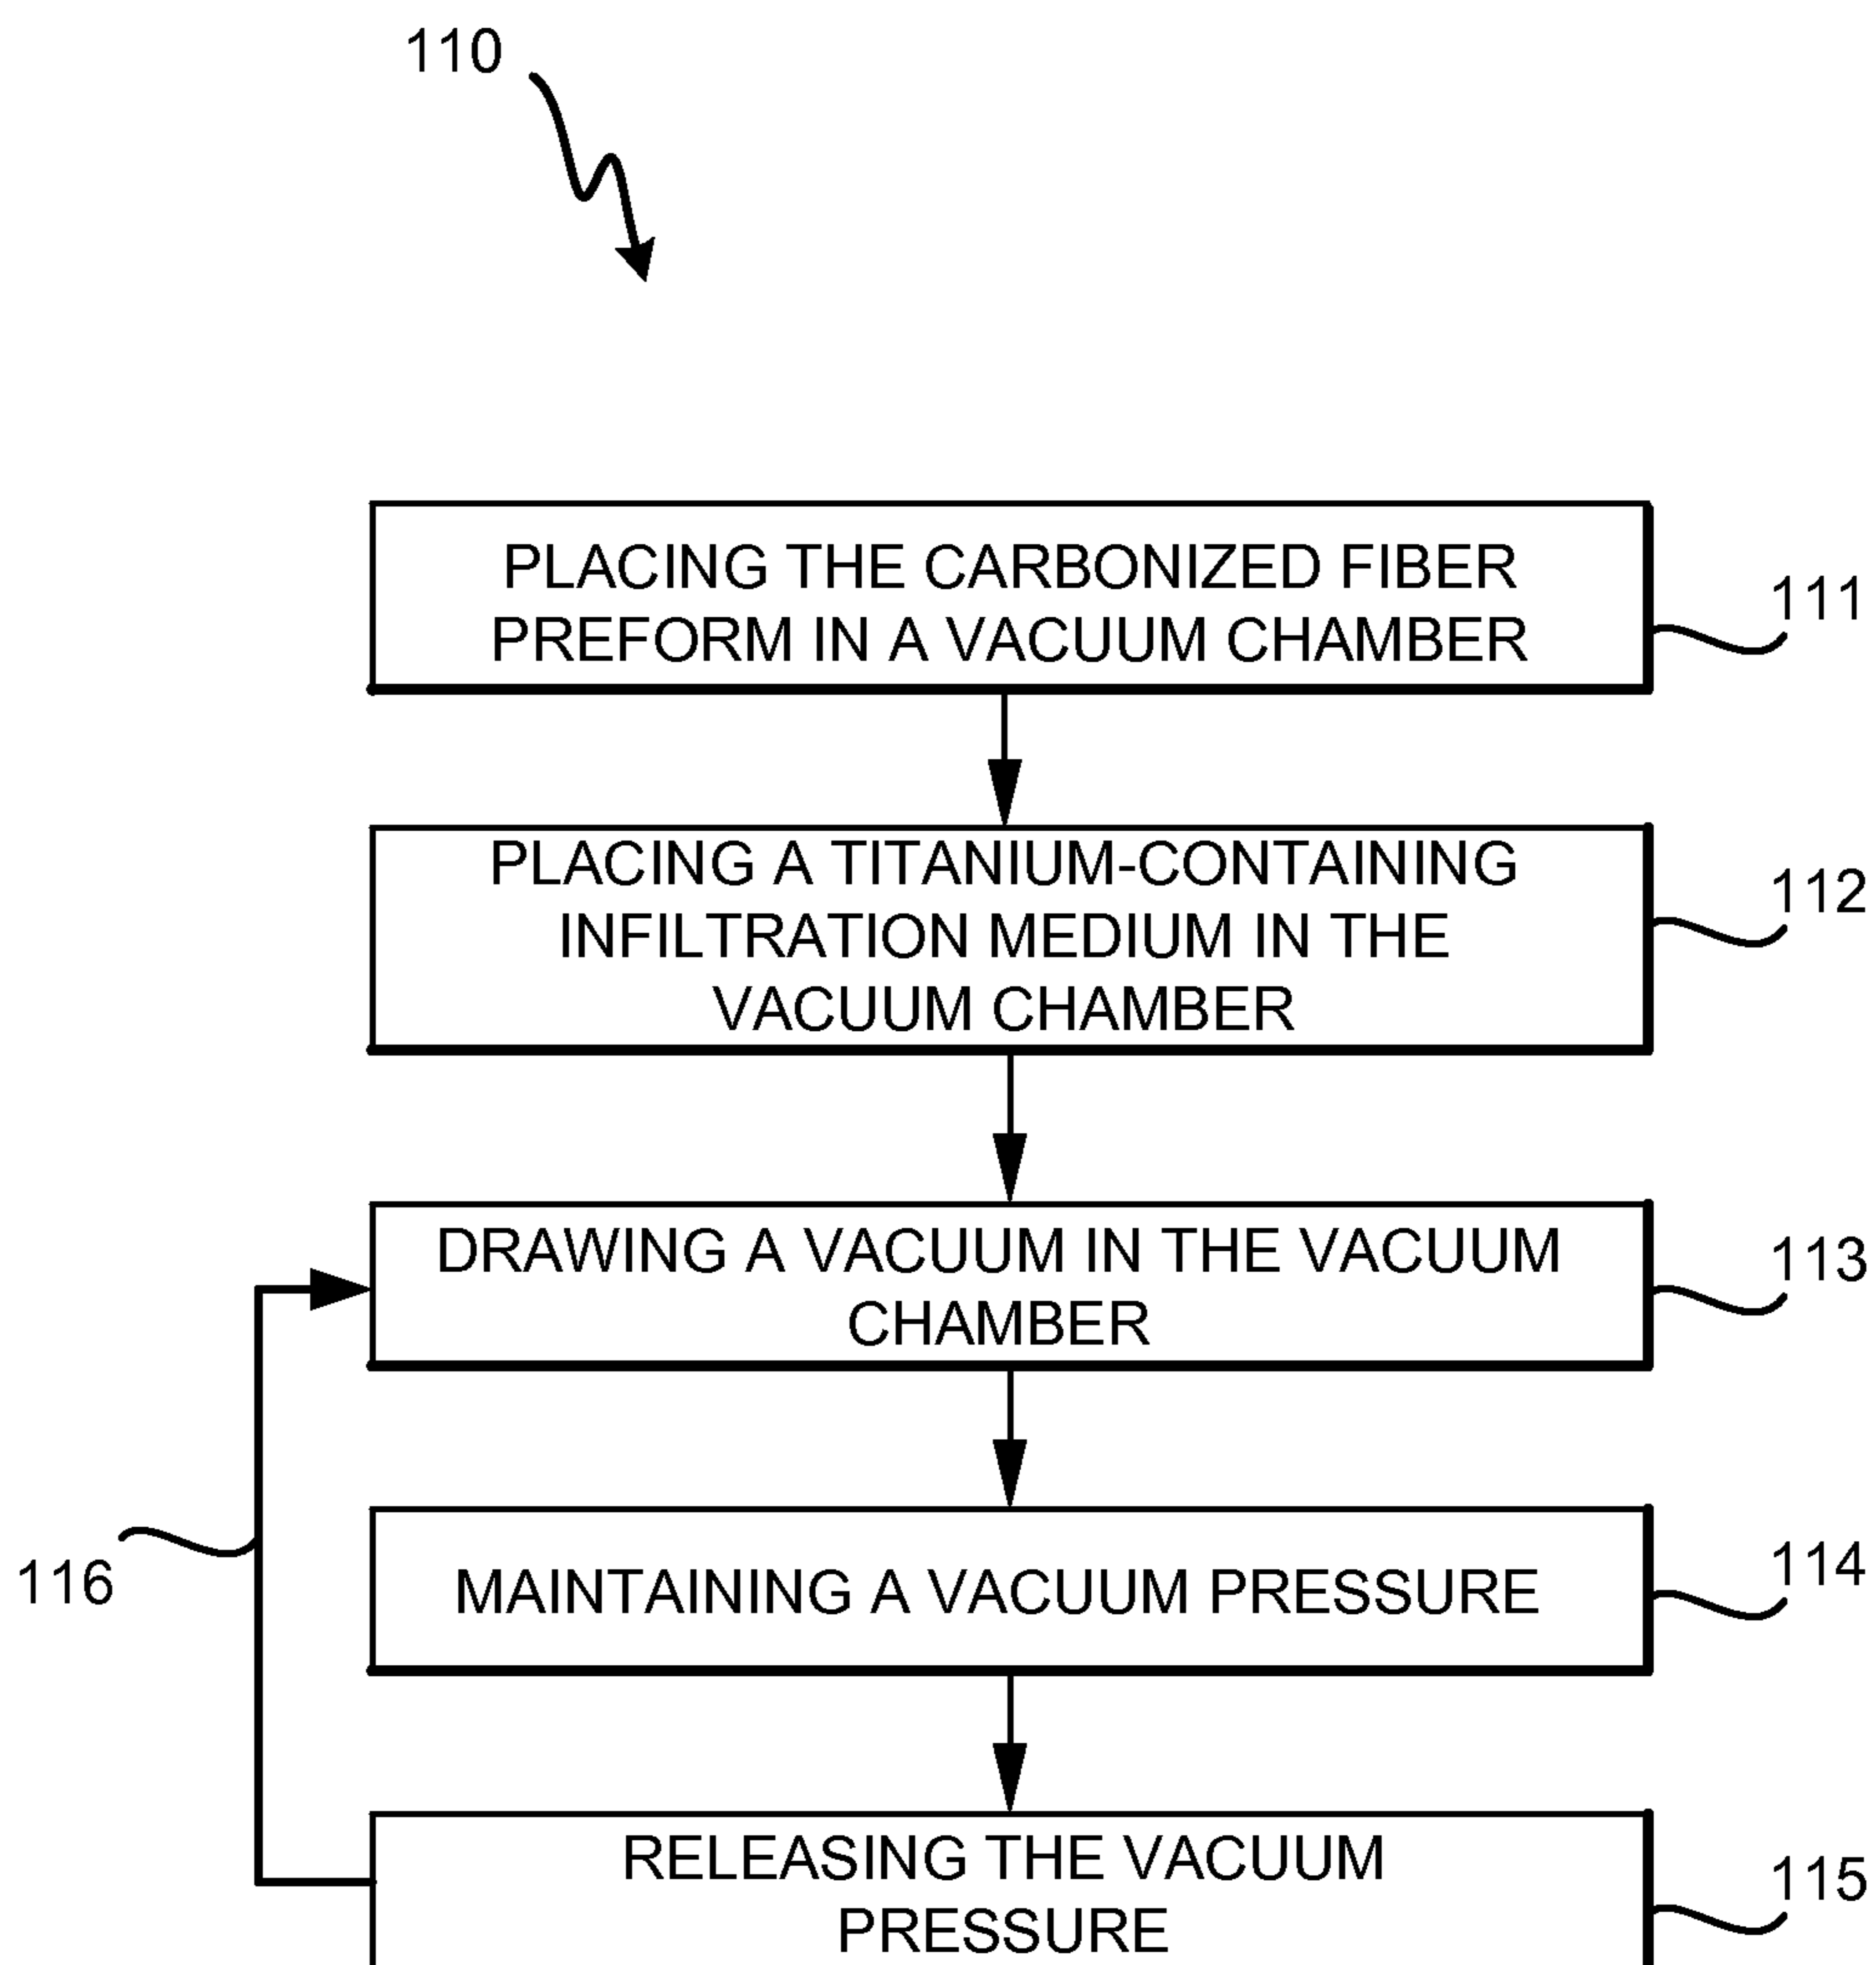 110
PLACING THE CARBONIZED FIBER
PREFORM IN A VACUUM CHAMBER
111
PLACING A TITANIUM-CONTAINING
INFILTRATION MEDIUM IN THE
VACUUM CHAMBER
112
DRAWING A VACUUM IN THE VACUUM
CHAMBER
113
MAINTAINING A VACUUM PRESSURE
114
116
RELEASING THE VACUUM
PRESSURE
115